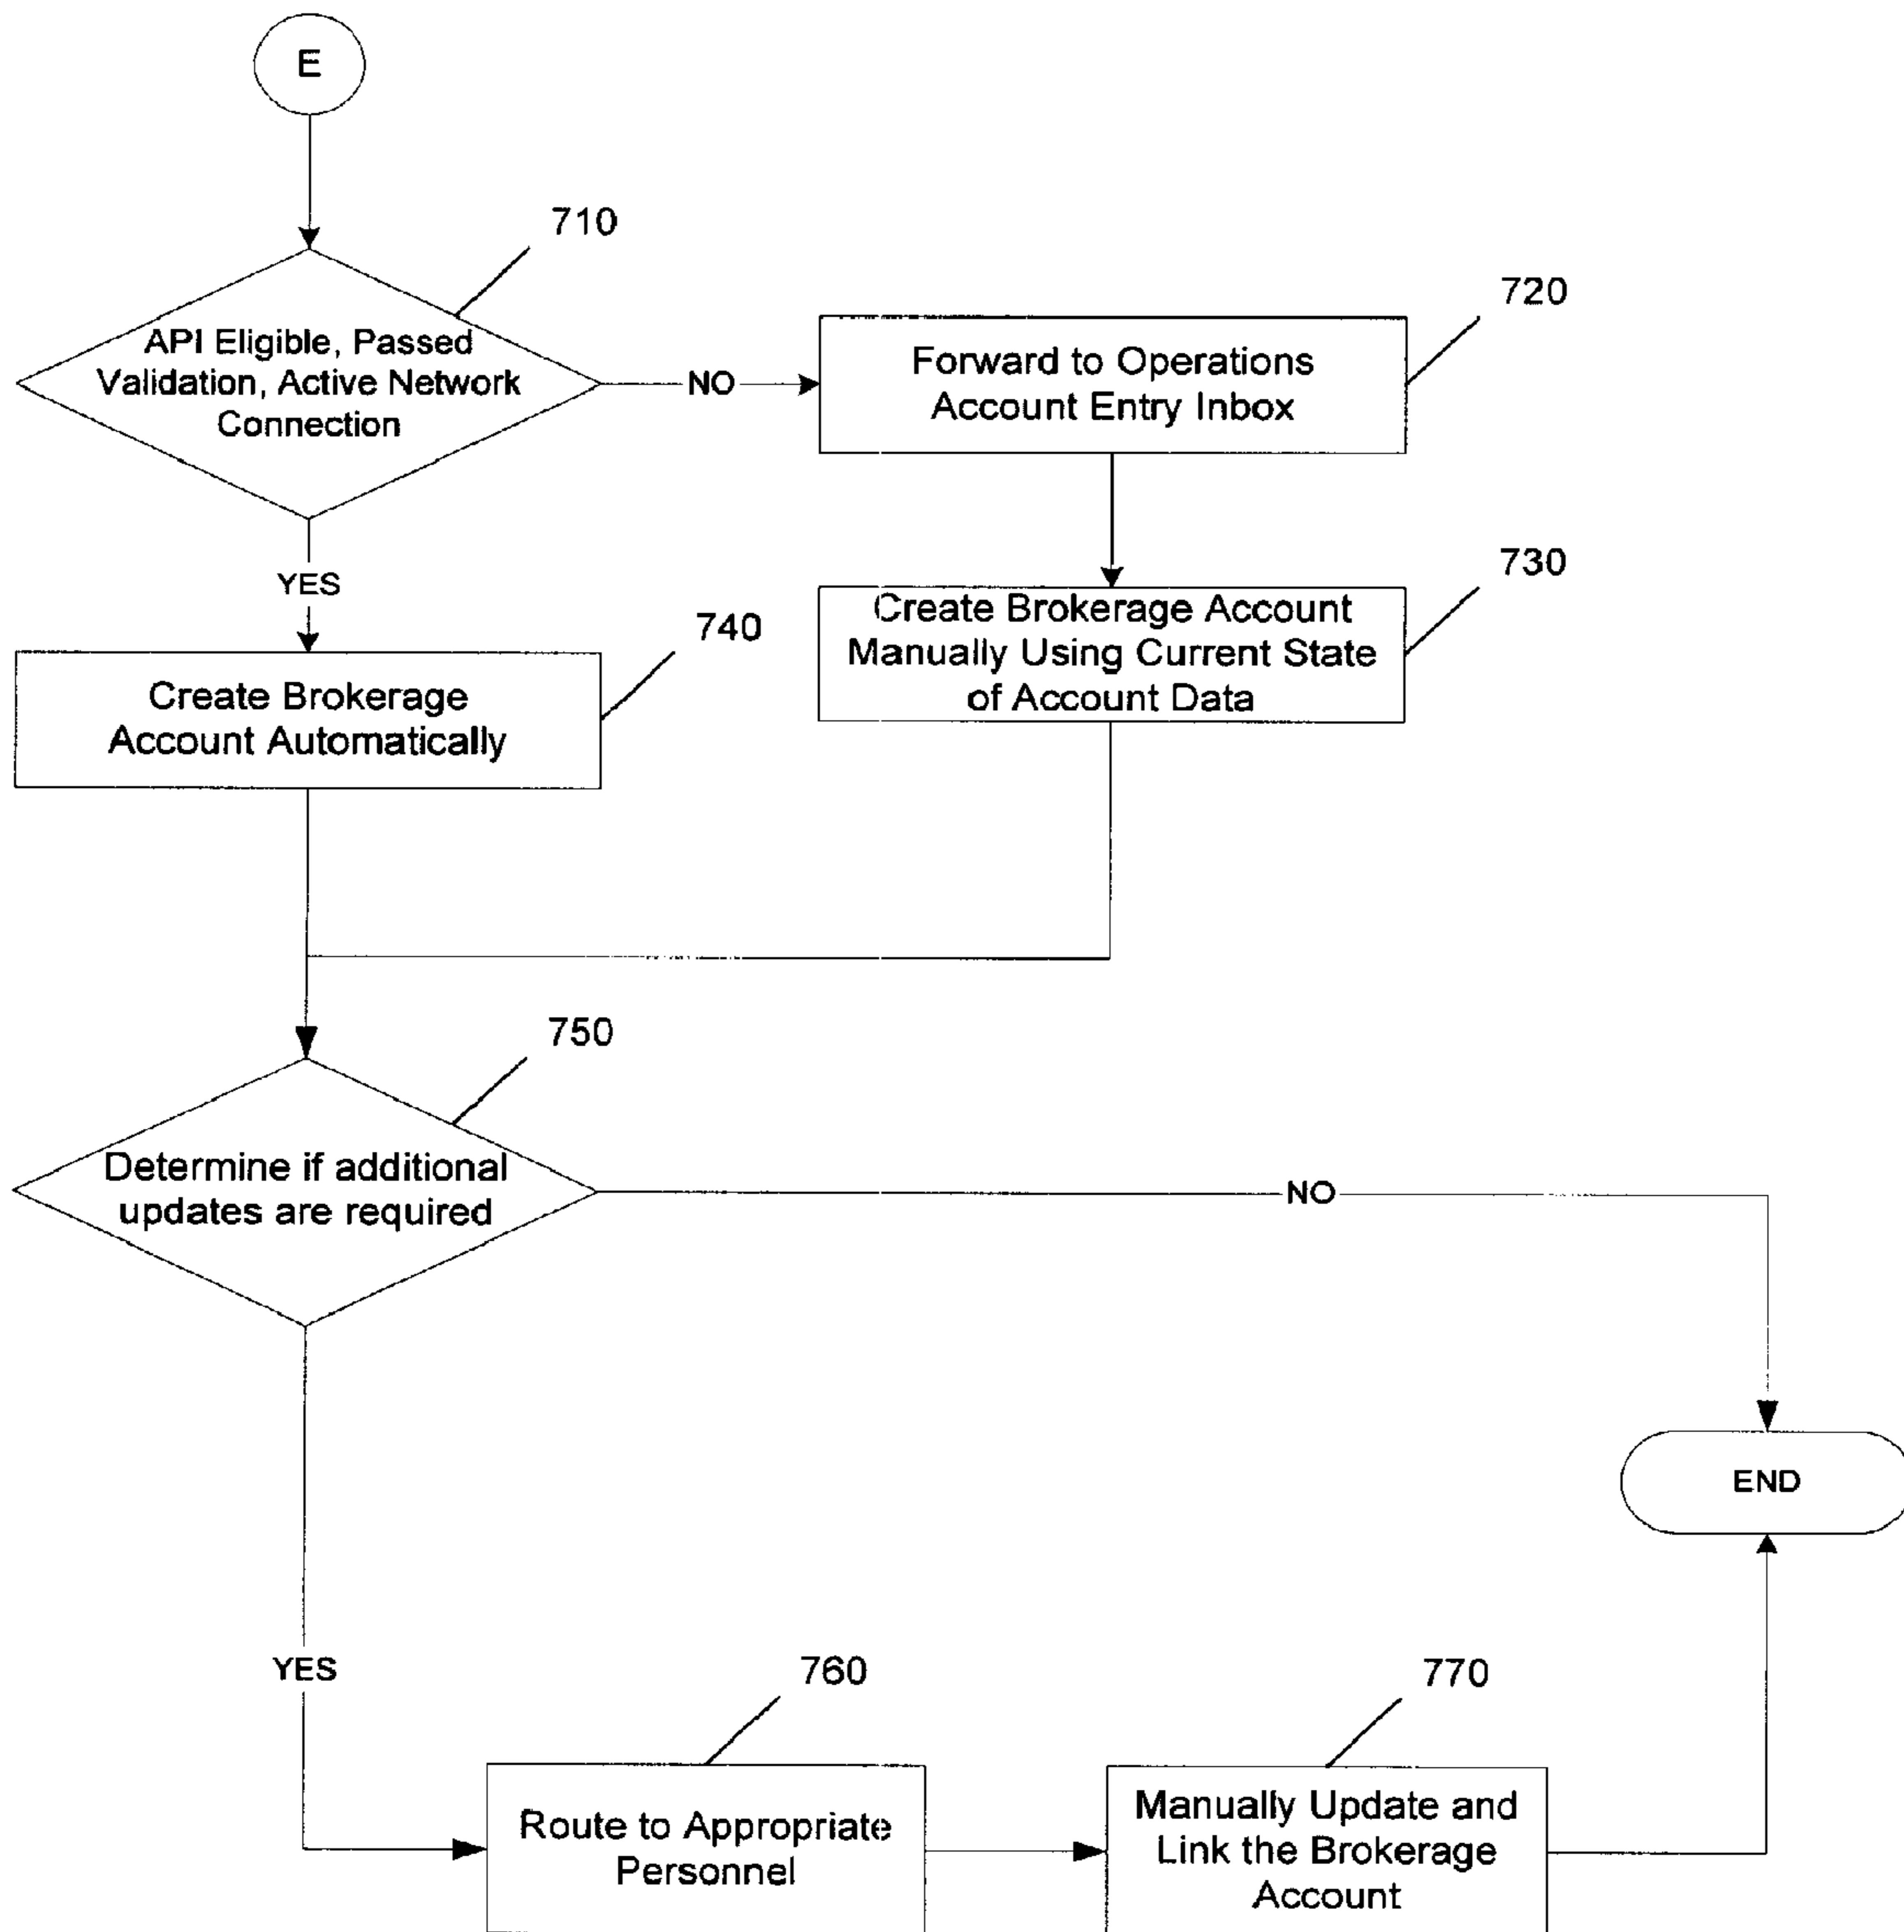 E
710
API Eligible, Passed
Validation, Active Network
Connection
NO
720
Forward to Operations
Account Entry Inbox
YES
730
Create Brokerage Account
Manually Using Current State
of Account Data
740
Create Brokerage
Account Automatically
750
Determine if additional
updates are required
NO
END
YES
760
Route to Appropriate
Personnel
770
Manually Update and
Link the Brokerage
Account